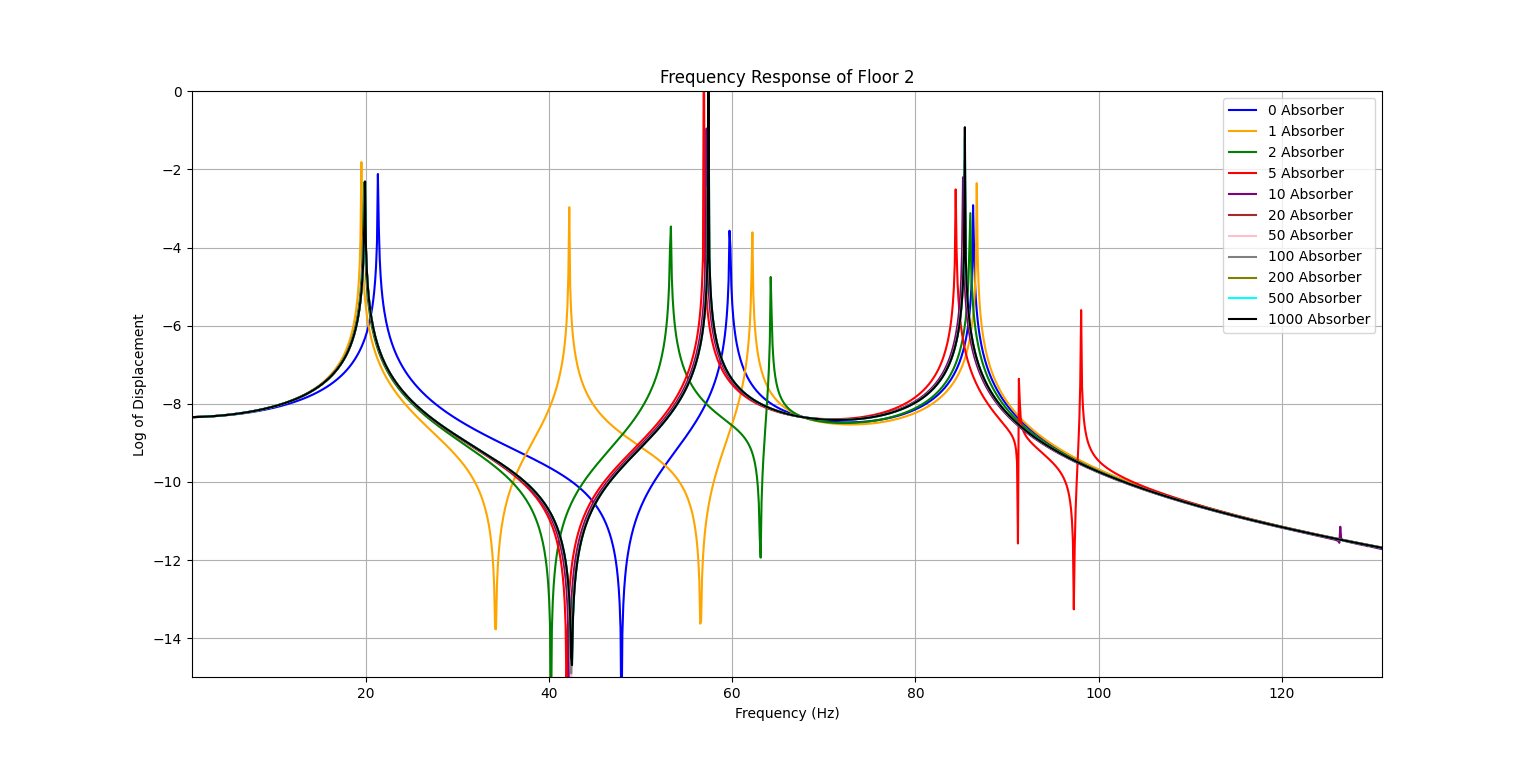 Frequency Response of Floor 2
0
−2
−4
−6
−8
−10
−12
−14
Log of Displacement
20
40
60
80
100
120
Frequency (Hz)
0 Absorber
1 Absorber
2 Absorber
5 Absorber
10 Absorber
20 Absorber
50 Absorber
100 Absorber
200 Absorber
500 Absorber
1000 Absorber